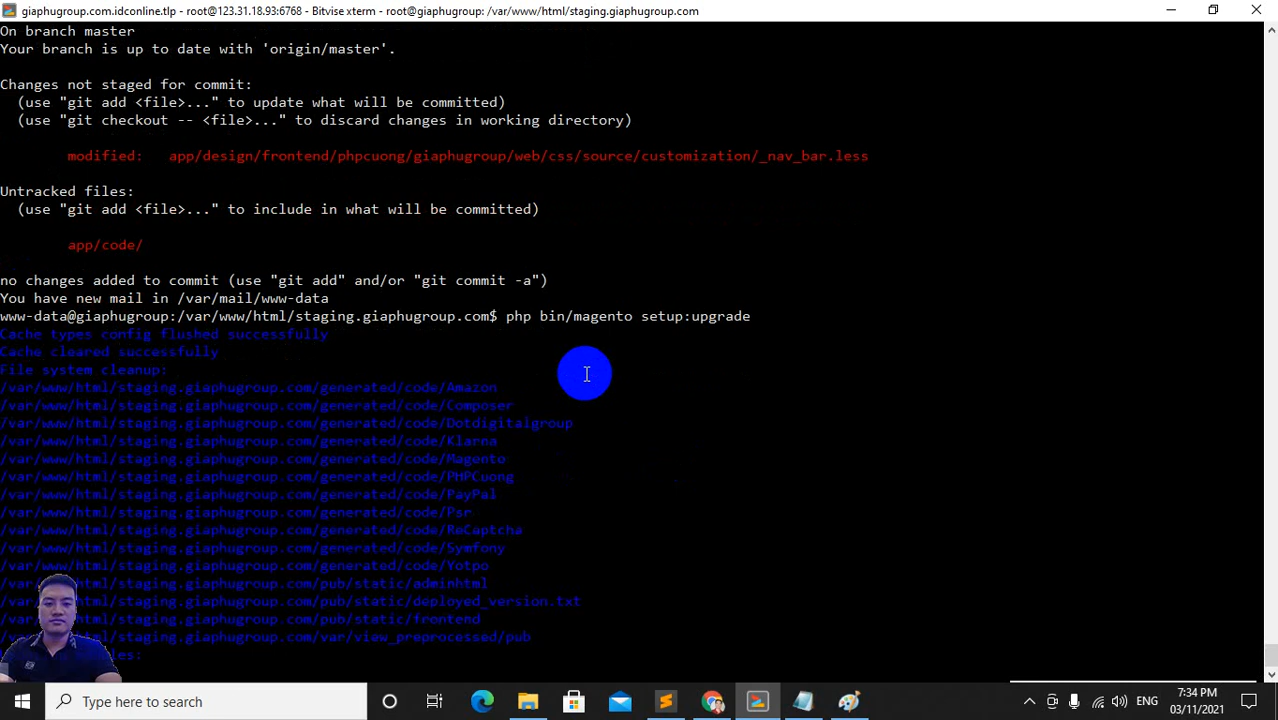 giaphugroup.com.idconline.tlp - root@123.31.18.93:6768 - Bitvise xterm - root@giaphugroup: /var/www/html/staging.giaphugroup.com
On branch master
Your branch is up to date with 'origin/master'.
Changes not staged for commit:
(use "git add <file>..." to update what will be committed)
(use "git checkout -- <file>..." to discard changes in working directory)
modified: app/design/frontend/phpcuong/giaphugroup/web/css/source/customization/_nav_bar.less
Untracked files:
(use "git add <file>..." to include in what will be committed)
app/code/
no changes added to commit (use "git add" and/or "git commit -a")
You have new mail in /var/mail/www-data
www-data@giaphugroup:/var/www/html/staging.giaphugroup.com$ php bin/magento setup:upgrade
Cache types config flushed successfully
Cache cleared successfully
File system cleanup:
/var/www/html/staging.giaphugroup.com/generated/code/Amazon
/var/www/html/staging.giaphugroup.com/generated/code/Composer
/var/www/html/staging.giaphugroup.com/generated/code/Dotdigitalgroup
/var/www/html/staging.giaphugroup.com/generated/code/Klarna
/var/www/html/staging.giaphugroup.com/generated/code/Magento
/var/www/html/staging.giaphugroup.com/generated/code/PHPCuong
/var/www/html/staging.giaphugroup.com/generated/code/PayPal
/var/www/html/staging.giaphugroup.com/generated/code/Psr
/var/www/html/staging.giaphugroup.com/generated/code/ReCaptcha
/var/www/html/staging.giaphugroup.com/generated/code/Symfony
/var/www/html/staging.giaphugroup.com/generated/code/Yotpo
/var/www/html/staging.giaphugroup.com/pub/static/adminhtml
/var/www/html/staging.giaphugroup.com/pub/static/deployed_version.txt
/var/www/html/staging.giaphugroup.com/pub/static/frontend
/var/www/html/staging.giaphugroup.com/var/view_preprocessed/pub
Type here to search
ENG
7:34 PM
03/11/2021